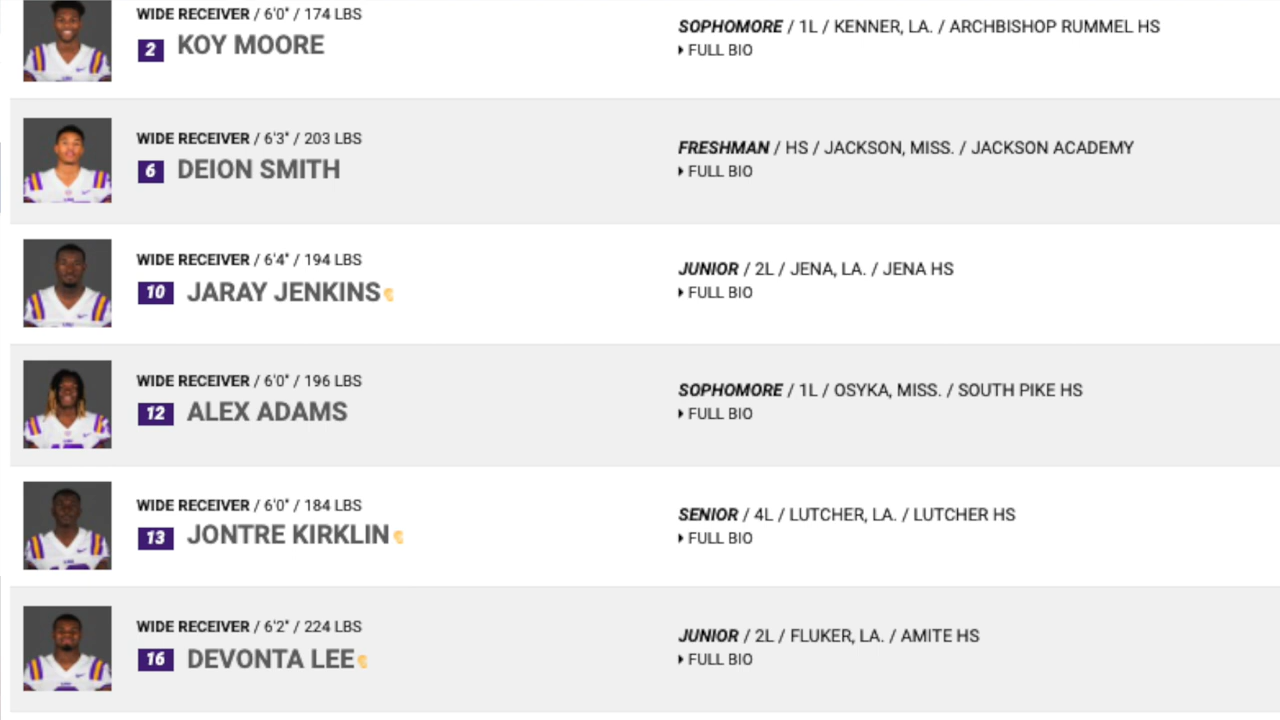 WIDE RECEIVER / 6'0" / 174 LBS
2 KOY MOORE
SOPHOMORE / 1L / KENNER, LA. / ARCHBISHOP RUMMEL HS
FULL BIO
WIDE RECEIVER / 6'3" / 203 LBS
6 DEION SMITH
FRESHMAN / HS / JACKSON, MISS. / JACKSON ACADEMY
FULL BIO
WIDE RECEIVER / 6'4" / 194 LBS
10 JARAY JENKINS
JUNIOR / 2L / JENA, LA. / JENA HS
FULL BIO
WIDE RECEIVER / 6'0" / 196 LBS
12 ALEX ADAMS
SOPHOMORE / 1L / OSYKA, MISS. / SOUTH PIKE HS
FULL BIO
WIDE RECEIVER / 6'0" / 184 LBS
13 JONTRE KIRKLIN
SENIOR / 4L / LUTCHER, LA. / LUTCHER HS
FULL BIO
WIDE RECEIVER / 6'2" / 224 LBS
16 DEVONTA LEE
JUNIOR / 2L / FLUKER, LA. / AMITE HS
FULL BIO